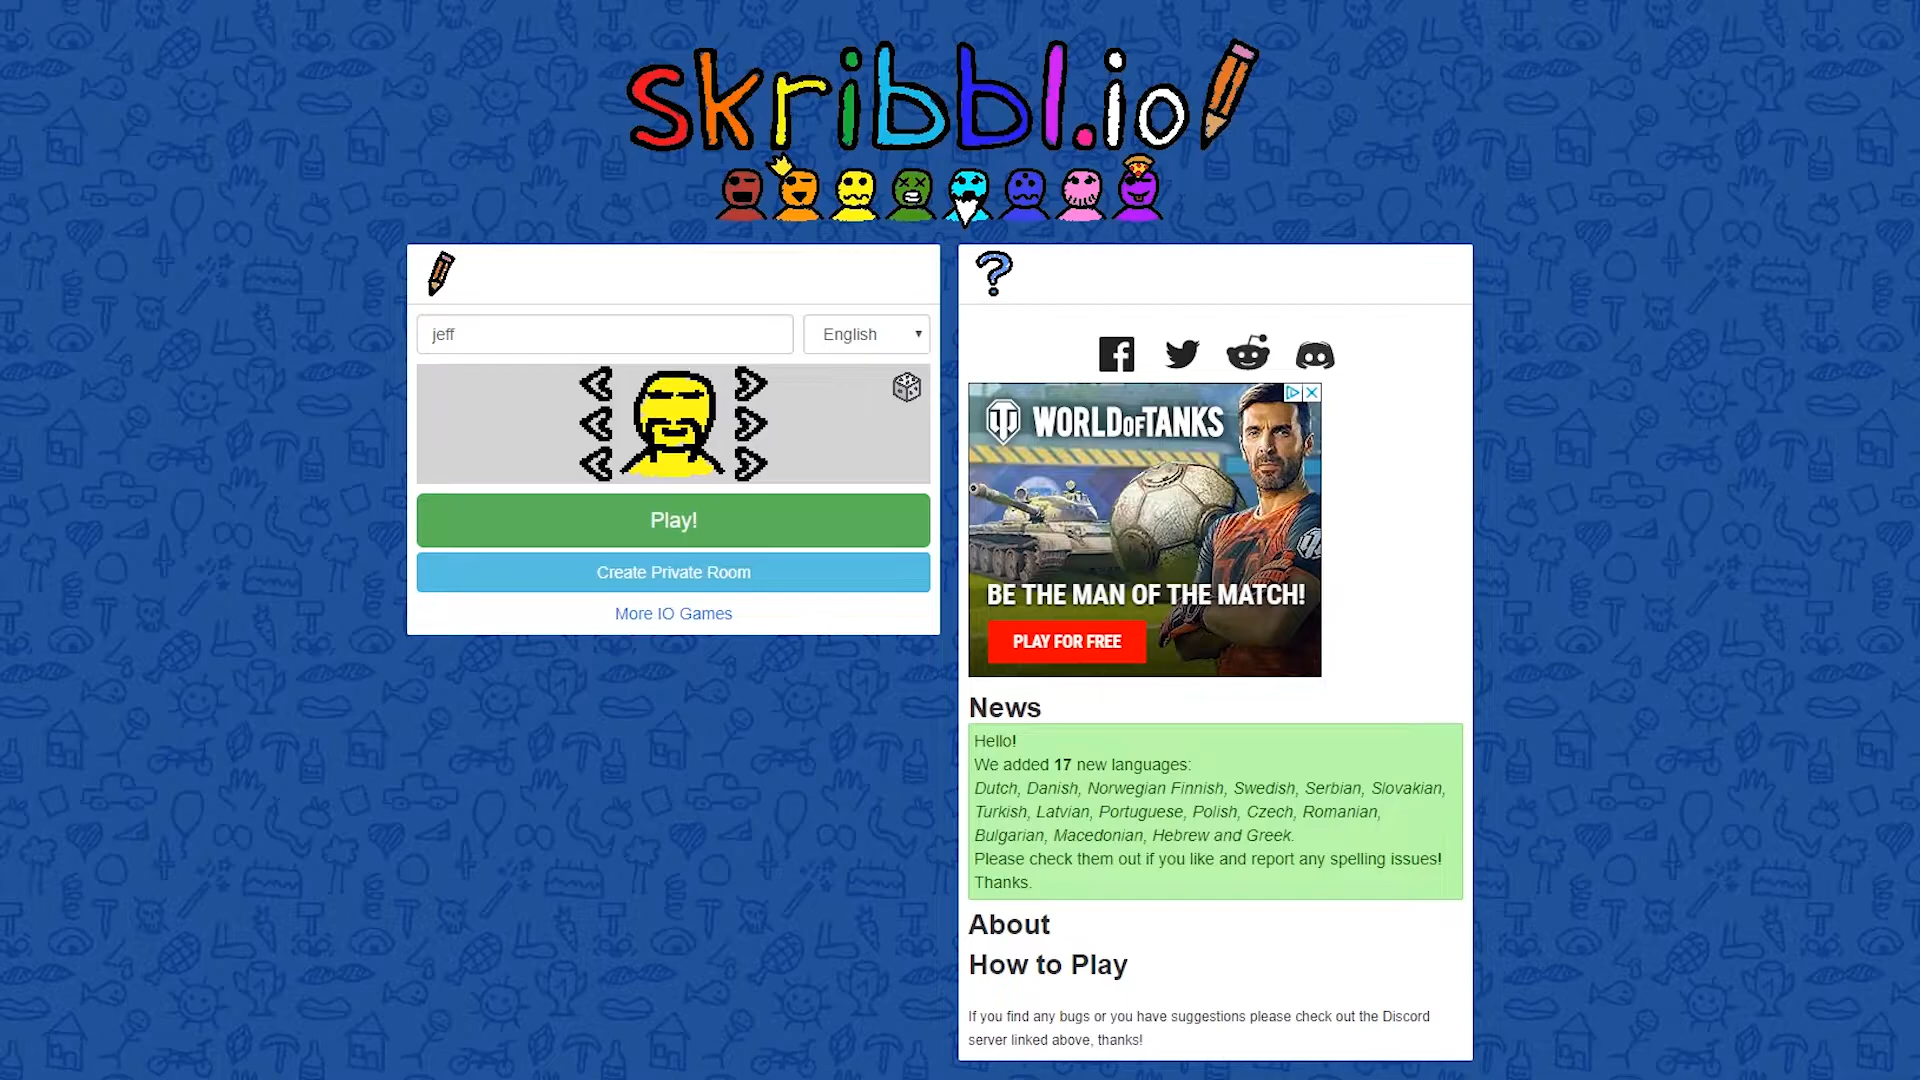 skribbl.io
jeff
English
Play!
Create Private Room
More IO Games
WORLD OF TANKS
BE THE MAN OF THE MATCH!
PLAY FOR FREE
News
Hello!
We added 17 new languages:
Dutch, Danish, Norwegian Finnish, Swedish, Serbian, Slovakian,
Turkish, Latvian, Portuguese, Polish, Czech, Romanian,
Bulgarian, Macedonian, Hebrew and Greek.
Please check them out if you like and report any spelling issues!
Thanks.
About
How to Play
If you find any bugs or you have suggestions please check out the Discord
server linked above, thanks!